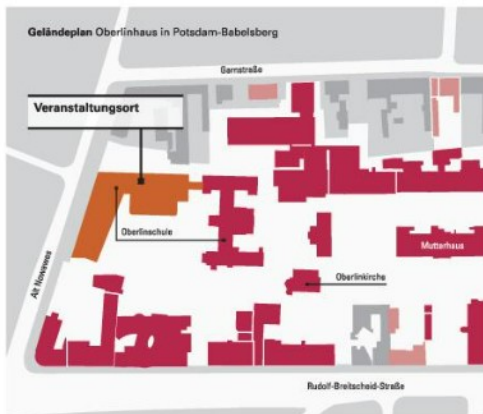 Geländeplan Oberlinhaus in Potsdam-Babelsberg
Garnstraße
Veranstaltungsort
Oberlinschule
Mutterhaus
Alt Nowawes
Oberlinkirche
Rudolf-Breitscheid-Straße